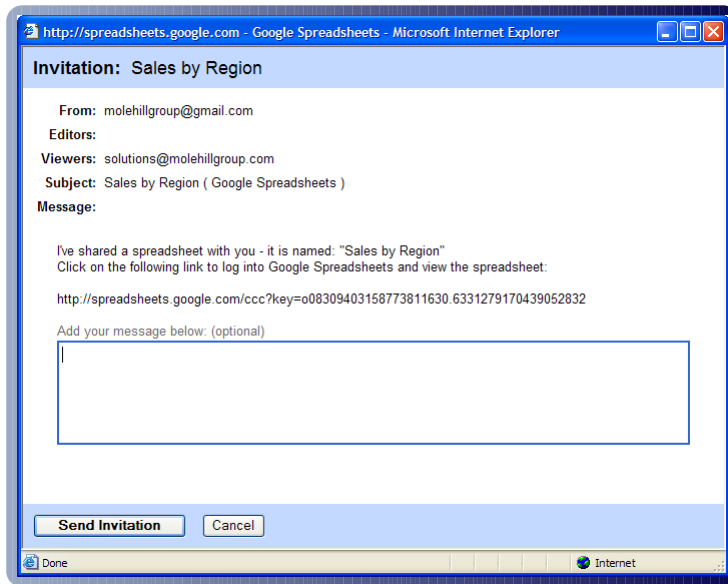 http://spreadsheets.google.com - Google Spreadsheets - Microsoft Internet Explorer
Invitation: Sales by Region
From: molehillgroup@gmail.com
Editors:
Viewers: solutions@molehillgroup.com
Subject: Sales by Region ( Google Spreadsheets )
Message:
I've shared a spreadsheet with you - it is named: "Sales by Region"
Click on the following link to log into Google Spreadsheets and view the spreadsheet:
http://spreadsheets.google.com/ccc?key=o08309403158773811630.6331279170439052832
Add your message below: (optional)
Send Invitation Cancel
Done Internet